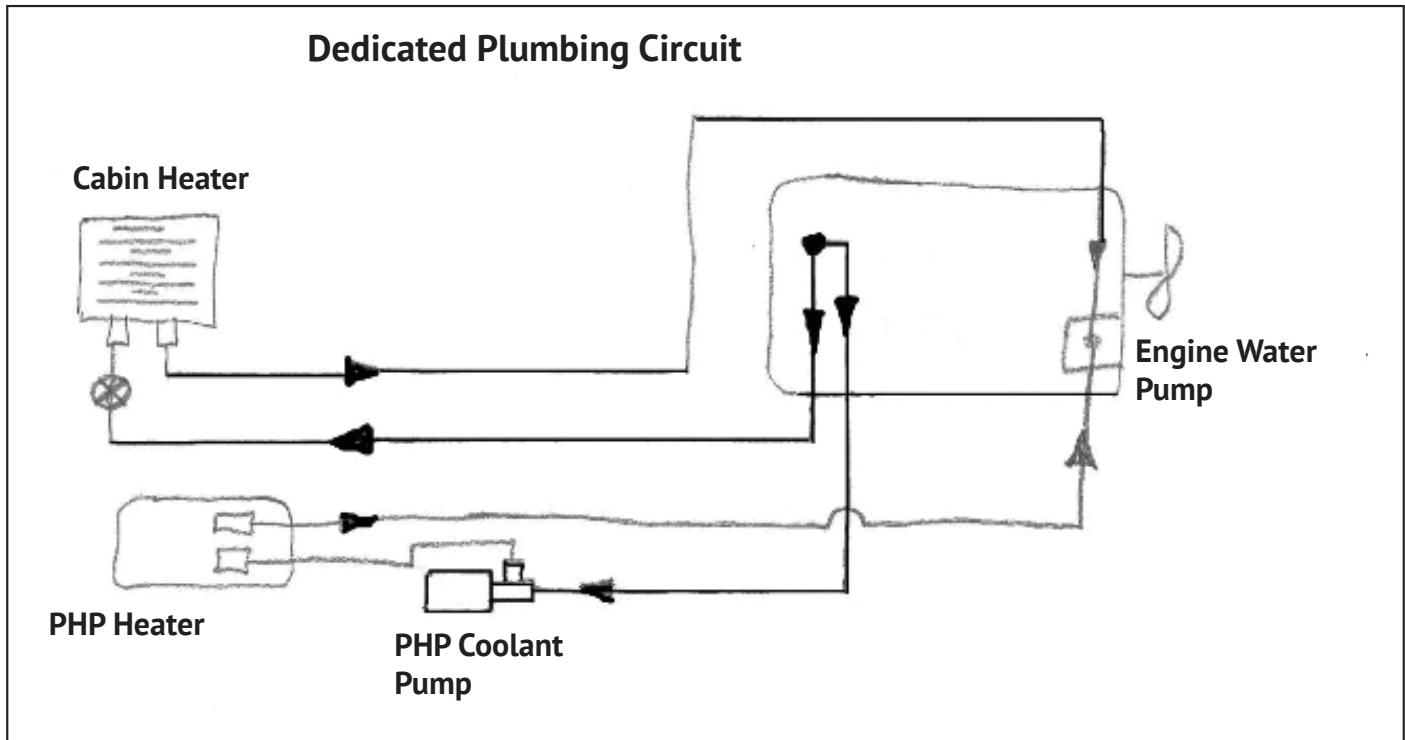 Dedicated Plumbing Circuit
Cabin Heater
Engine Water
Pump
PHP Heater
PHP Coolant
Pump